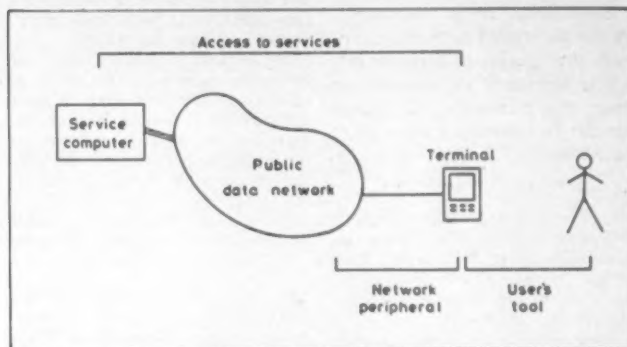 Access to services
Service
computer
Public
data network
Terminal
Network
peripheral
User's
tool